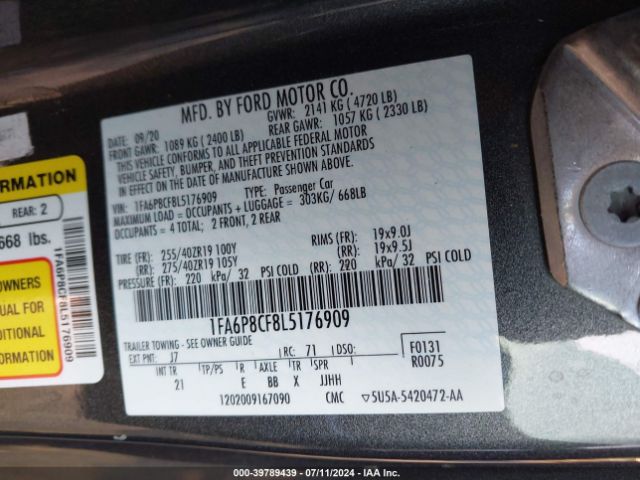 MFD. BY FORD MOTOR CO.
DATE: 09/20 GVWR: 2141 KG ( 4720 LB)
FRONT GAWR: 1089 KG ( 2400 LB) REAR GAWR: 1057 KG ( 2330 LB)
THIS VEHICLE CONFORMS TO ALL APPLICABLE FEDERAL MOTOR
VEHICLE SAFETY, BUMPER, AND THEFT PREVENTION STANDARDS
IN EFFECT ON THE DATE OF MANUFACTURE SHOWN ABOVE.
VIN: 1FA6P8CF8L5176909 TYPE: Passenger Car
MAXIMUM LOAD = OCCUPANTS + LUGGAGE = 303KG/ 668LB
OCCUPANTS = 4 TOTAL; 2 FRONT, 2 REAR
TIRE (FR): 255/40ZR19 100Y RIMS (FR): 19x9.0J
(RR): 275/40ZR19 105Y (RR): 19x9.5J
PRESSURE (FR): 220 kPa/ 32 PSI COLD (RR): 220 kPa/ 32 PSI COLD
1FA6P8CF8L5176909
TRAILER TOWING - SEE OWNER GUIDE
EXT PNT: J7 RC: 71 DSO: F0131
INT TR TP/PS R AXLE TR SPR R0075
21 E BB X JJHH
1202009167090 CMC 5U5A-5420472-AA
FORMATION
REAR: 2
668 lbs.
OWNERS
UAL FOR
DITIONAL
RMATION
1FA6P8CF8L5176909
000-39789439 - 07/11/2024 - IAA Inc.